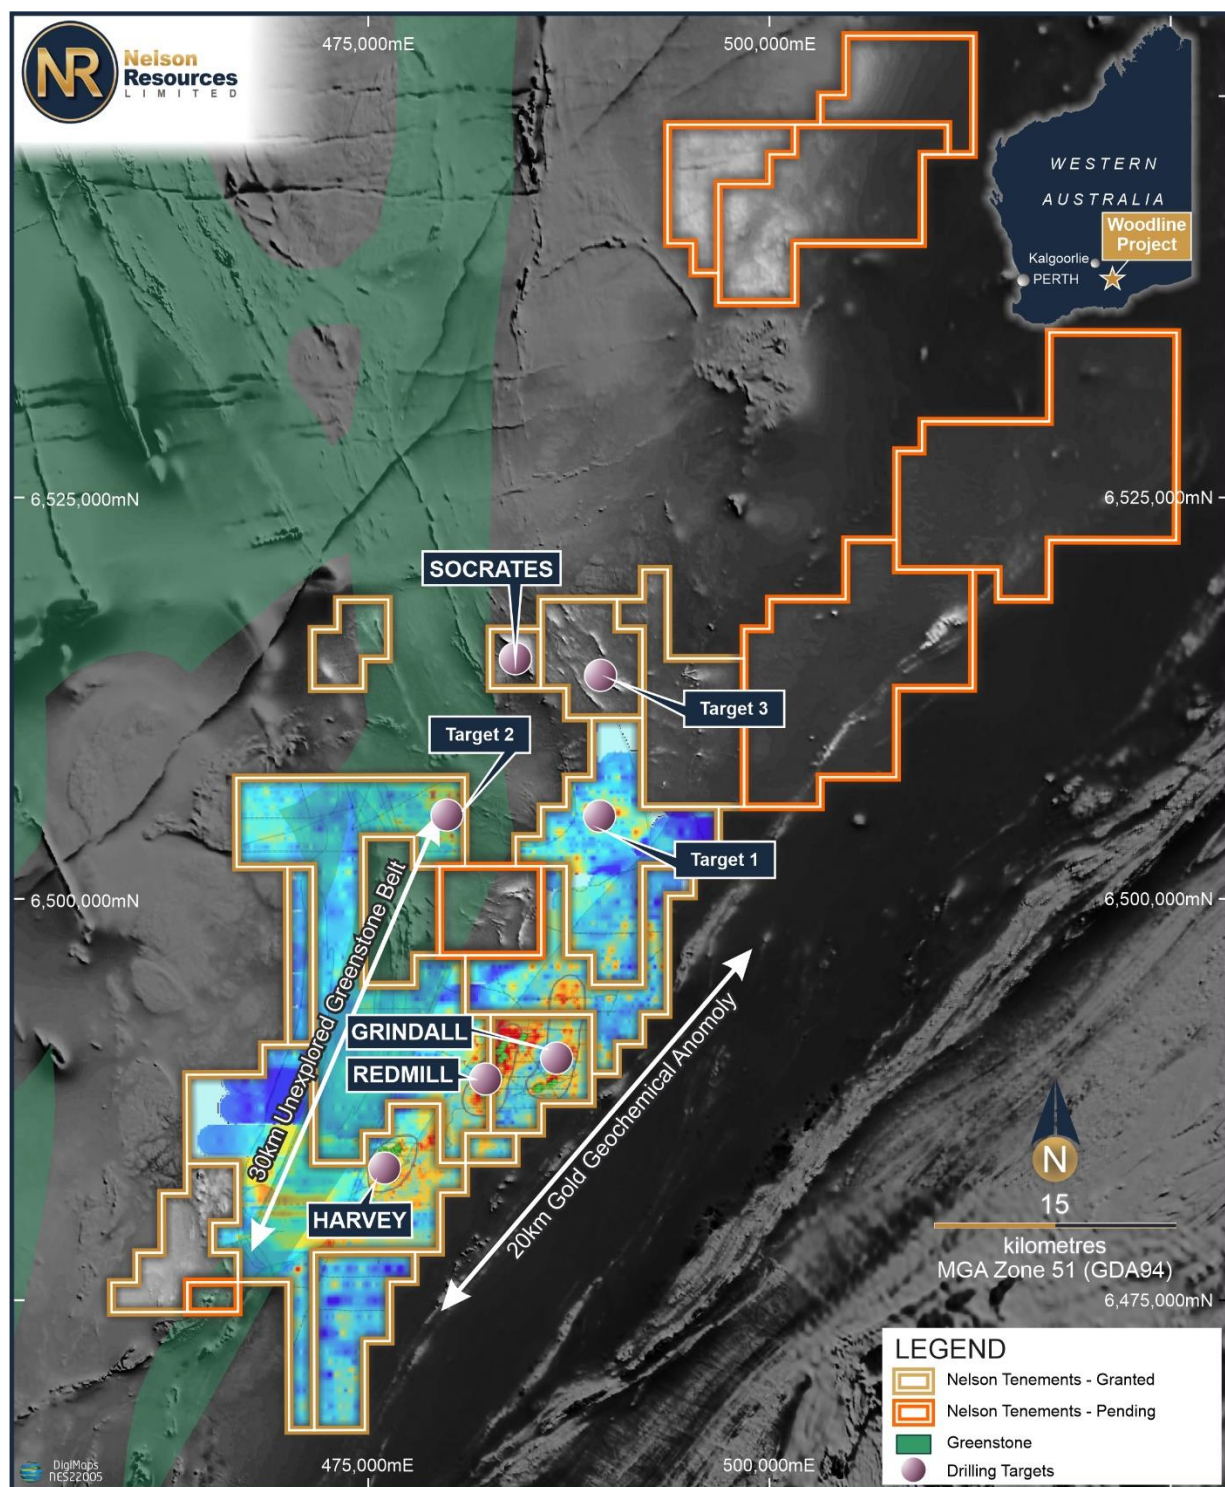 475,000mE
500,000mE
NR
Nelson
Resources
LIMITED
WESTERN
AUSTRALIA
Woodline
Project
Kalgoorlie
PERTH
6,525,000mN
6,525,000mN
SOCRATES
Target 3
Target 2
Target 1
6,500,000mN
6,500,000mN
30km Unexplored Greenstone Belt
GRINDALL
REDMILL
20km Gold Geochemical Anomoly
HARVEY
N
15
kilometres
MGA Zone 51 (GDA94)
6,475,000mN
LEGEND
Nelson Tenements - Granted
Nelson Tenements - Pending
Greenstone
Drilling Targets
DigiMaps
NES22005
475,000mE
500,000mE